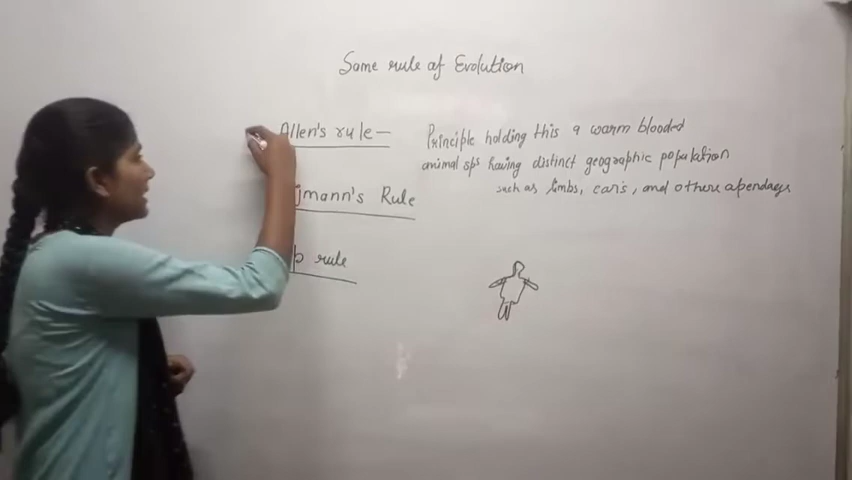 Some rule of Evolution
Allen's rule — Principle holding this a warm blooded
animal sps having distinct geographic population
such as limbs, ears, and othere apendags
jmann's Rule
p rule